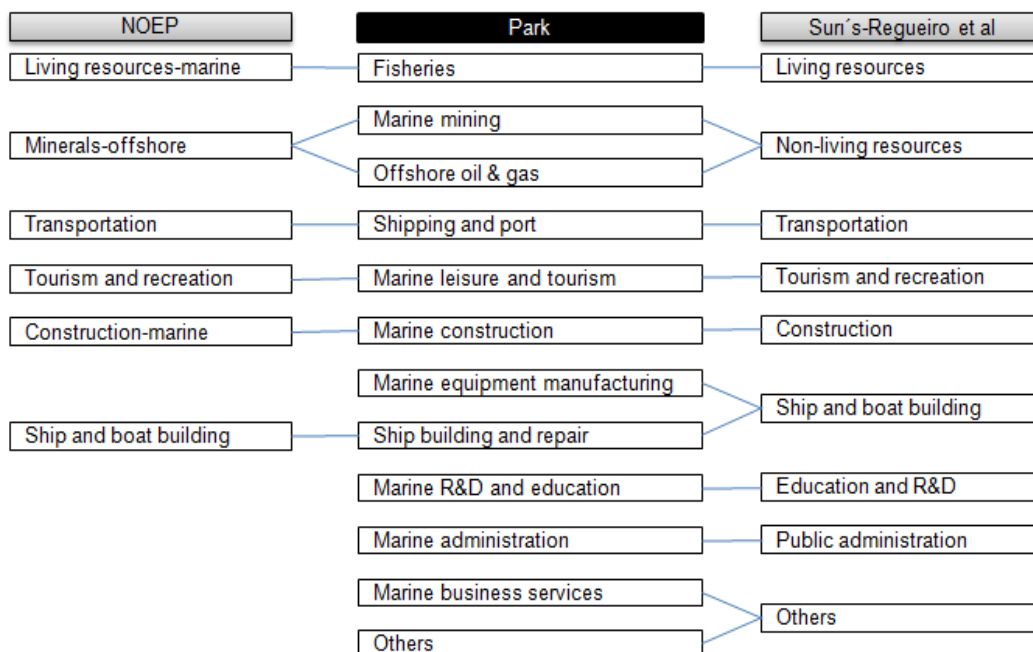 NOEP
Park
Surı´s-Regueiro et al
Living resources-marine
Fisheries
Living resources
Marine mining
Minerals-offshore
Non-living resources
Offshore oil & gas
Transportation
Shipping and port
Transportation
Tourism and recreation
Marine leisure and tourism
Tourism and recreation
Construction-marine
Marine construction
Construction
Marine equipment manufacturing
Ship and boat building
Ship and boat building
Ship building and repair
Marine R&D and education
Education and R&D
Marine administration
Public administration
Marine business services
Others
Others